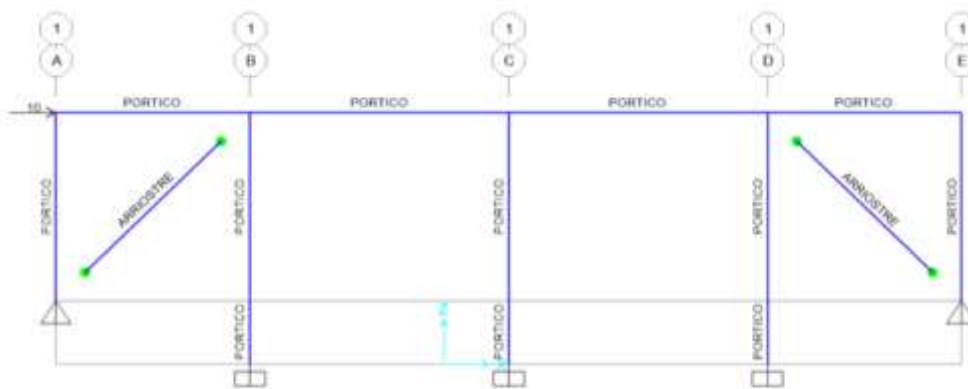 1 1 1 1 1
A B C D E
PORTICO PORTICO PORTICO PORTICO
10
PORTICO ARRIOSTRE PORTICO PORTICO PORTICO ARRIOSTRE PORTICO
PORTICO PORTICO PORTICO